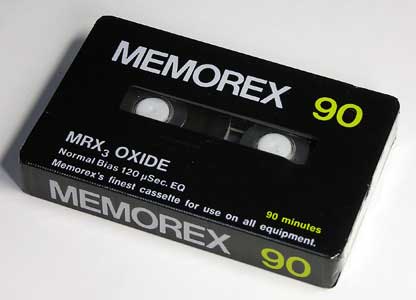 MEMOREX 90
MRX₃ OXIDE
Normal Bias 120 µSec. EQ
90 minutes
Memorex's finest cassette for use on all equipment.
MEMOREX 90